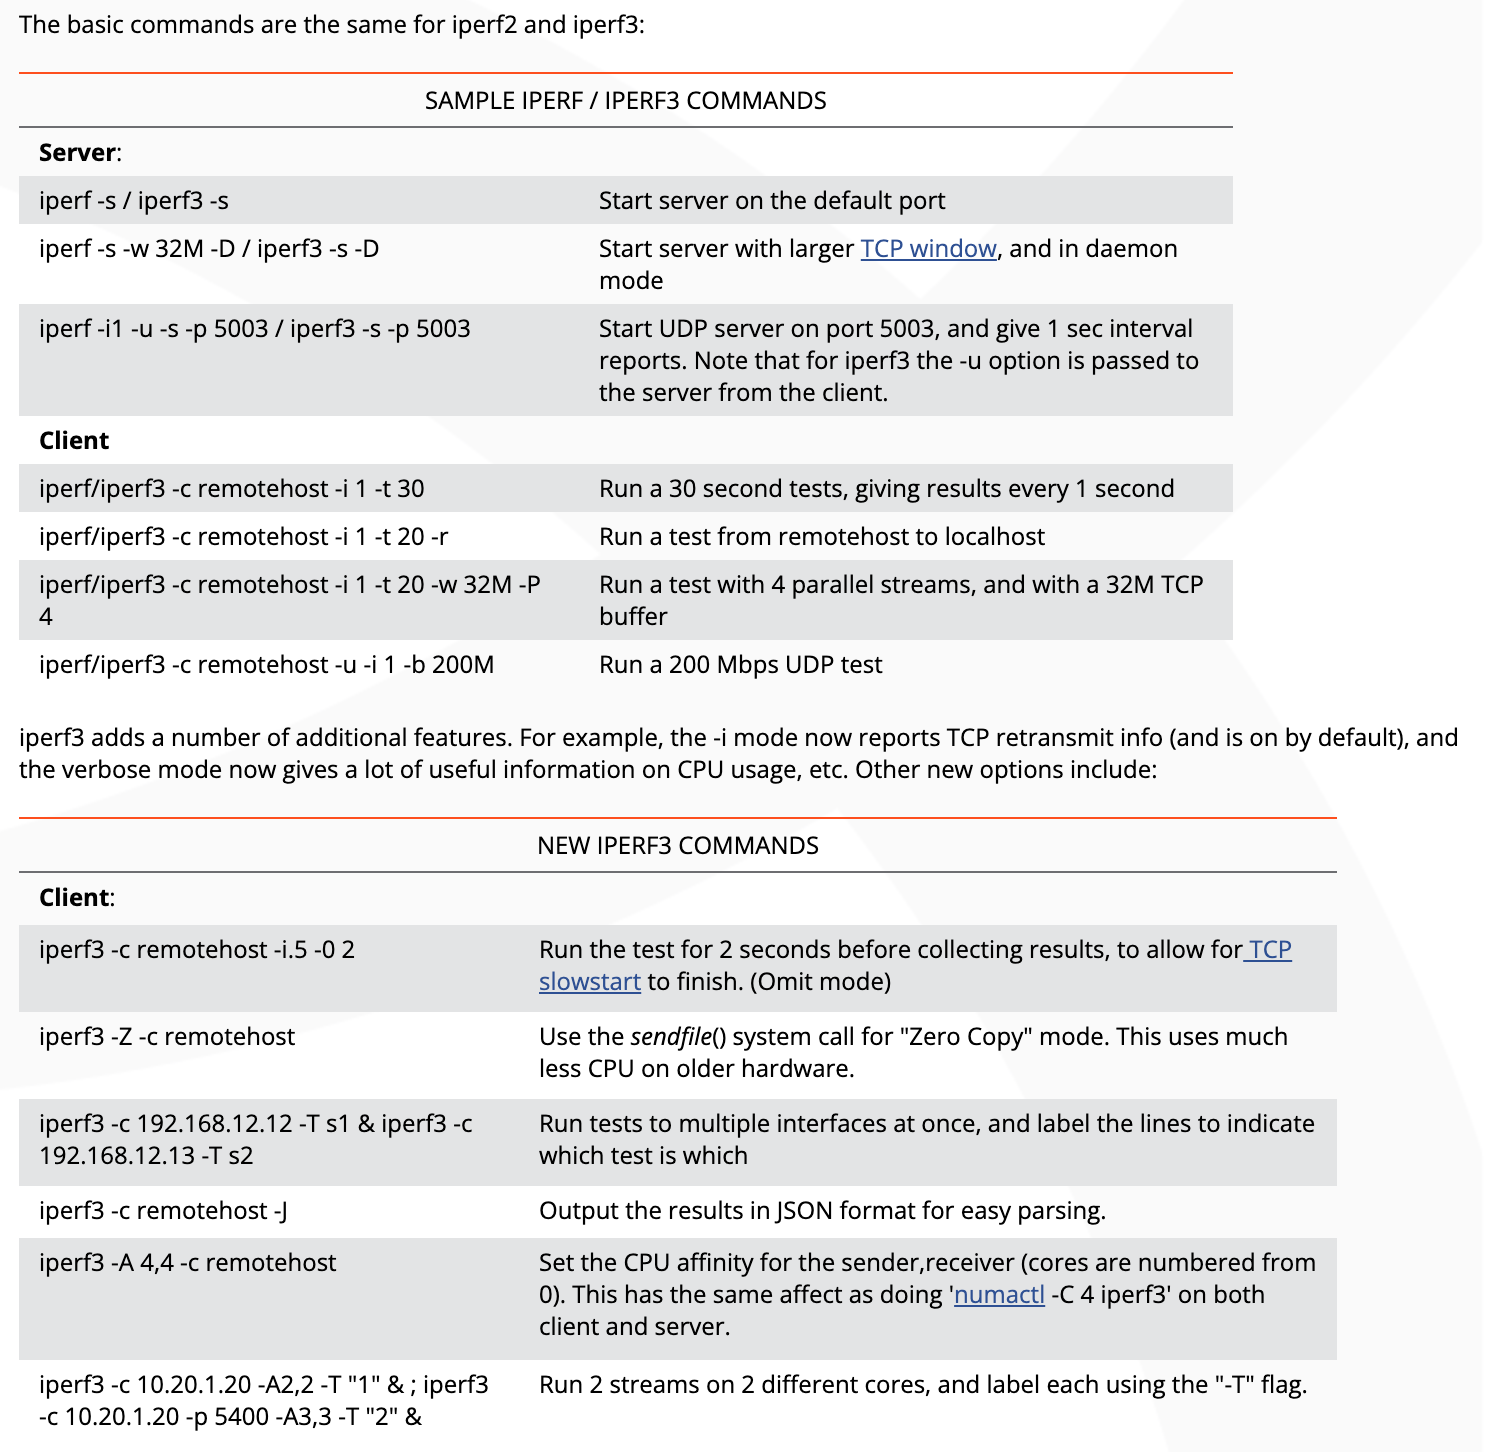 The basic commands are the same for iperf2 and iperf3:
SAMPLE IPERF / IPERF3 COMMANDS
Server:
iperf -s / iperf3 -s
Start server on the default port
iperf -s -w 32M -D / iperf3 -s -D
Start server with larger TCP window, and in daemon
mode
iperf -i1 -u -s -p 5003 / iperf3 -s -p 5003
Start UDP server on port 5003, and give 1 sec interval
reports. Note that for iperf3 the -u option is passed to
the server from the client.
Client
iperf/iperf3 -c remotehost -i 1 -t 30
Run a 30 second tests, giving results every 1 second
iperf/iperf3 -c remotehost -i 1 -t 20 -r
Run a test from remotehost to localhost
iperf/iperf3 -c remotehost -i 1 -t 20 -w 32M -P
4
Run a test with 4 parallel streams, and with a 32M TCP
buffer
iperf/iperf3 -c remotehost -u -i 1 -b 200M
Run a 200 Mbps UDP test
iperf3 adds a number of additional features. For example, the -i mode now reports TCP retransmit info (and is on by default), and
the verbose mode now gives a lot of useful information on CPU usage, etc. Other new options include:
NEW IPERF3 COMMANDS
Client:
iperf3 -c remotehost -i.5 -0 2
Run the test for 2 seconds before collecting results, to allow for TCP
slowstart to finish. (Omit mode)
iperf3 -Z -c remotehost
Use the sendfile() system call for "Zero Copy" mode. This uses much
less CPU on older hardware.
iperf3 -c 192.168.12.12 -T s1 & iperf3 -c
192.168.12.13 -T s2
Run tests to multiple interfaces at once, and label the lines to indicate
which test is which
iperf3 -c remotehost -J
Output the results in JSON format for easy parsing.
iperf3 -A 4,4 -c remotehost
Set the CPU affinity for the sender,receiver (cores are numbered from
0). This has the same affect as doing 'numactl -C 4 iperf3' on both
client and server.
iperf3 -c 10.20.1.20 -A2,2 -T "1" & ; iperf3
-c 10.20.1.20 -p 5400 -A3,3 -T "2" &
Run 2 streams on 2 different cores, and label each using the "-T" flag.